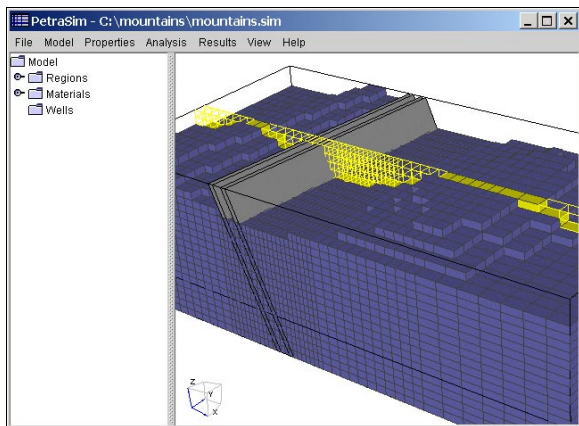 PetraSim - C:\mountains\mountains.sim
File Model Properties Analysis Results View Help
Model
Regions
Materials
Wells
Z
Y
X